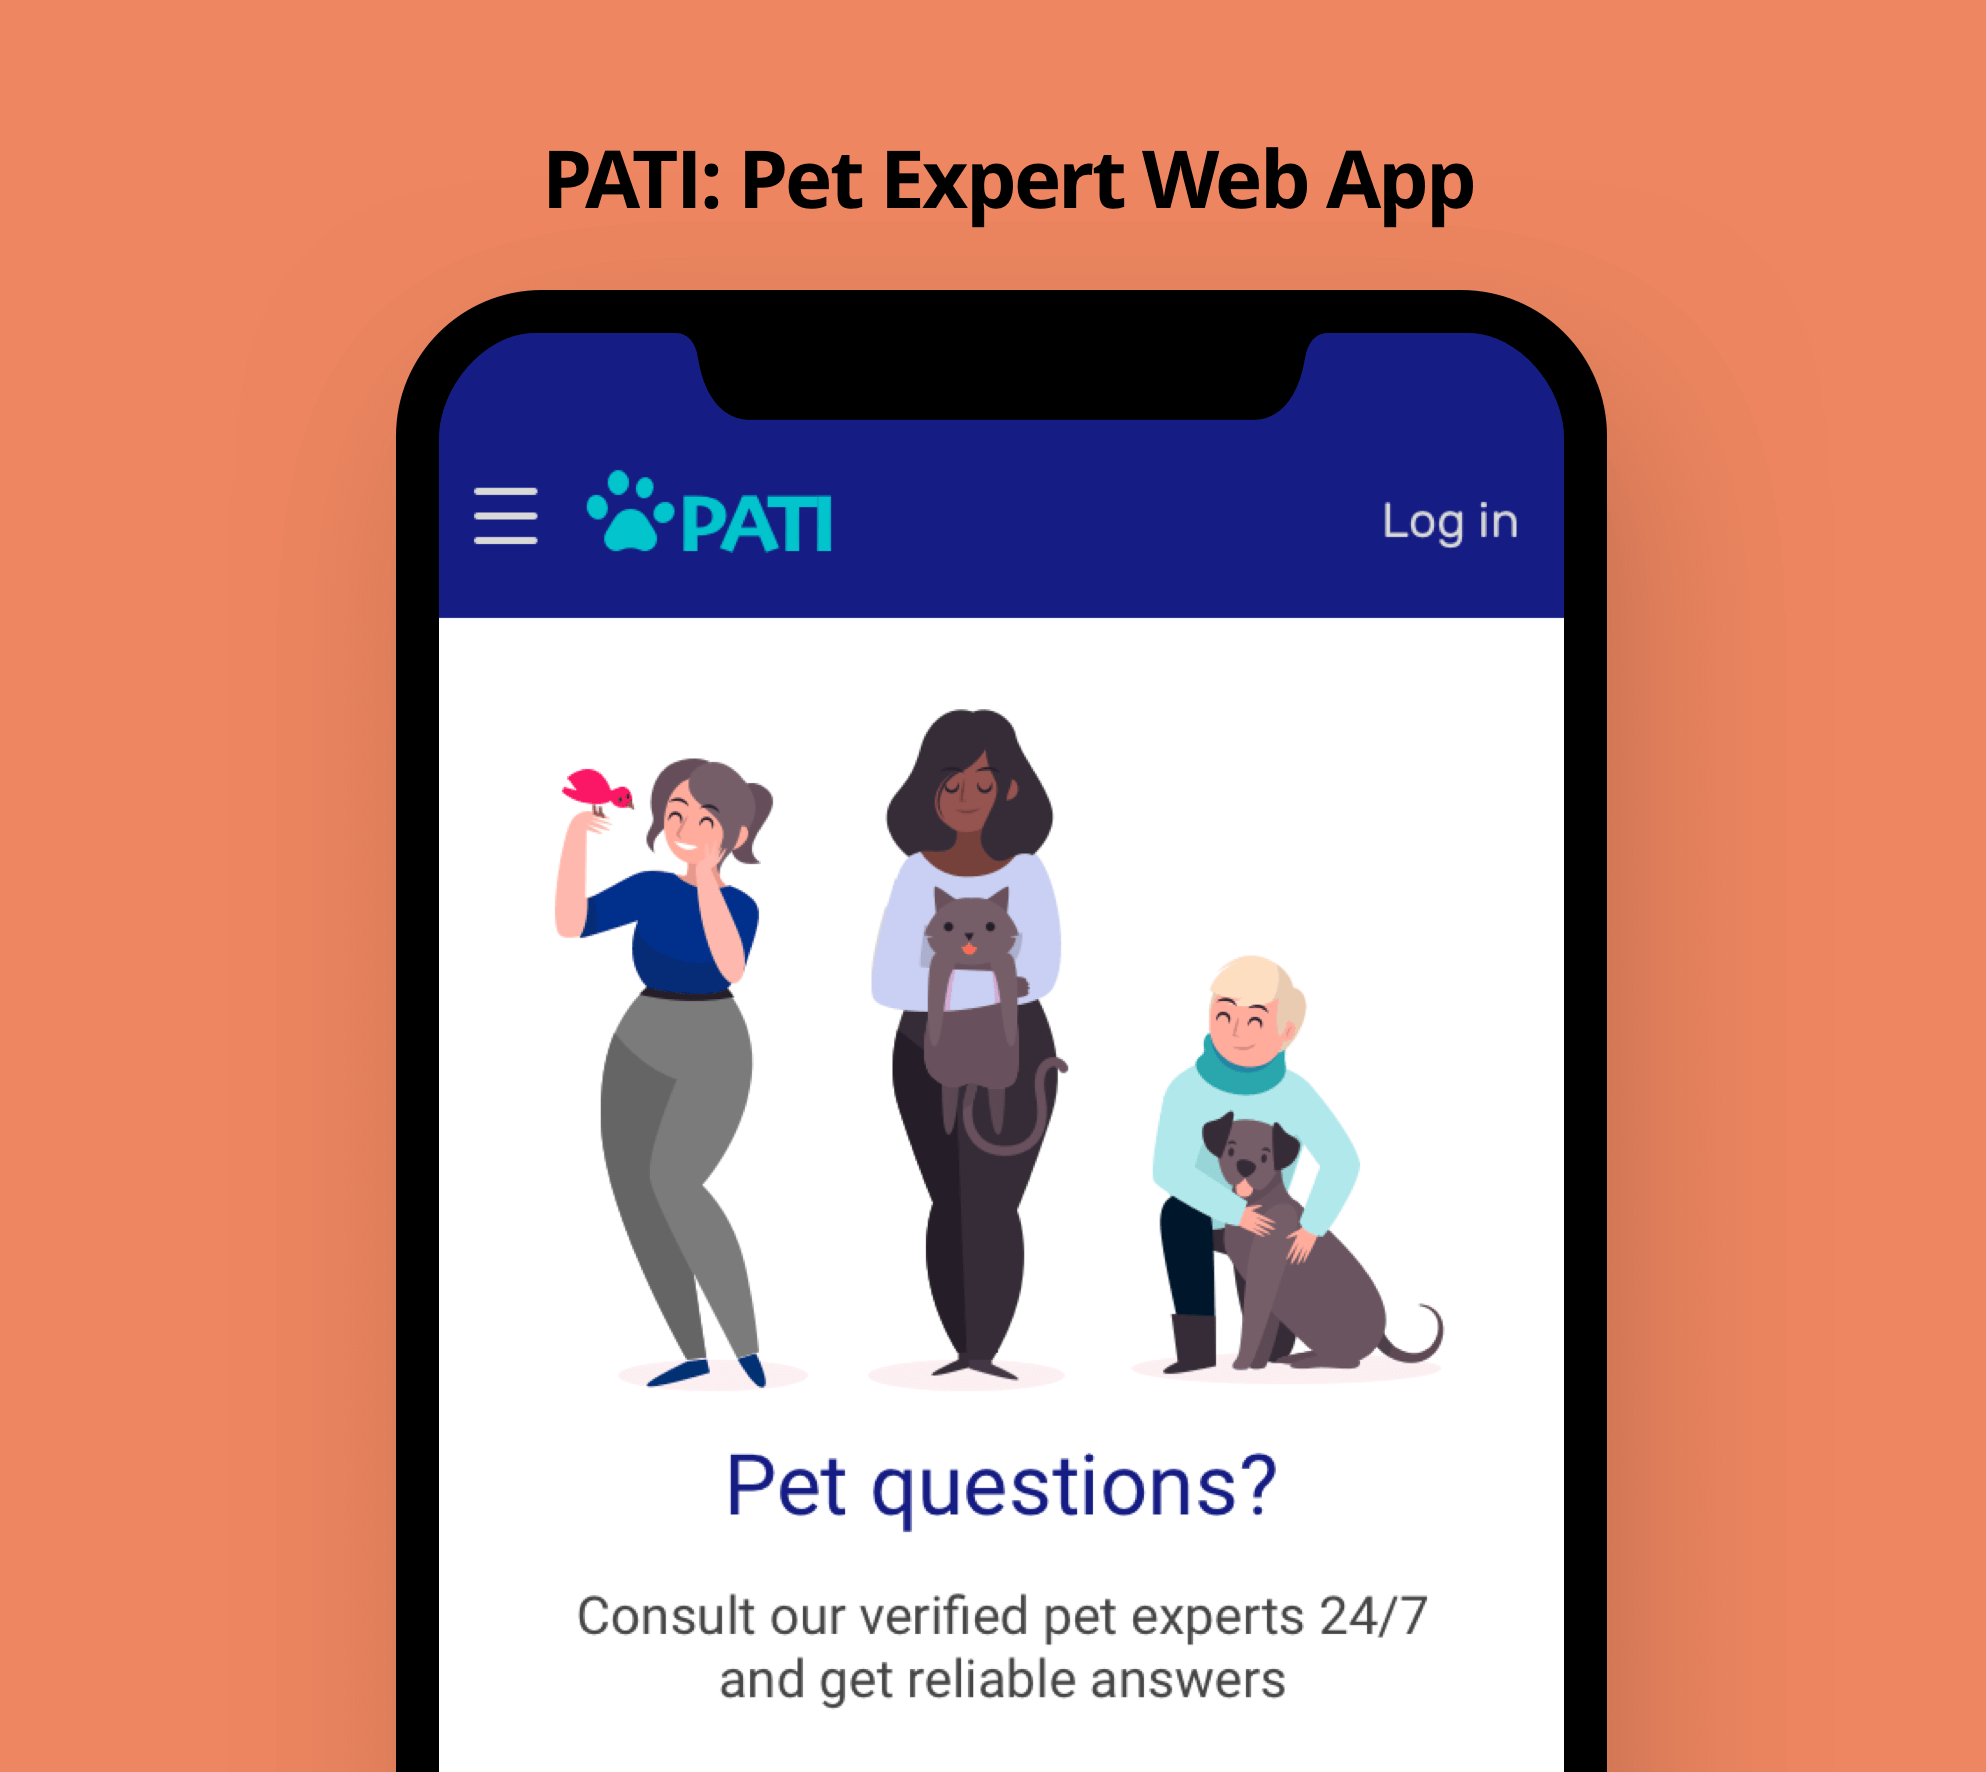 PATI: Pet Expert Web App
PATI
Log in
Pet questions?
Consult our verified pet experts 24/7
and get reliable answers